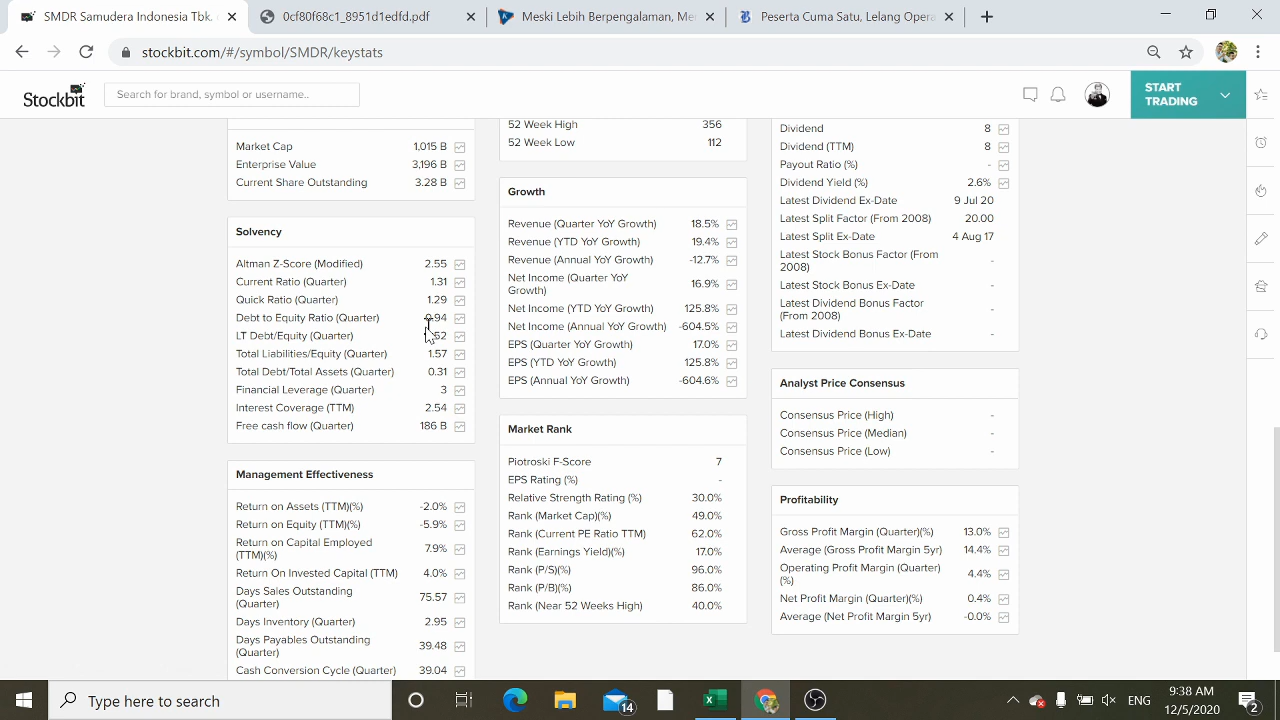 SMDR Samudera Indonesia Tbk.
0cf80f68c1_8951d1edfd.pdf
Meski Lebih Berpengalaman, Me
Peserta Cuma Satu, Lelang Opera
stockbit.com/#/symbol/SMDR/keystats
Stockbit
Search for brand, symbol or username..
START TRADING
Market Cap 1,015 B
Enterprise Value 3,196 B
Current Share Outstanding 3.28 B
Solvency
Altman Z-Score (Modified) 2.55
Current Ratio (Quarter) 1.31
Quick Ratio (Quarter) 1.29
Debt to Equity Ratio (Quarter) 0.94
LT Debt/Equity (Quarter)
Total Liabilities/Equity (Quarter) 1.57
Total Debt/Total Assets (Quarter) 0.31
Financial Leverage (Quarter) 3
Interest Coverage (TTM) 2.54
Free cash flow (Quarter) 186 B
Management Effectiveness
Return on Assets (TTM)(%) -2.0%
Return on Equity (TTM)(%) -5.9%
Return on Capital Employed
(TTM)(%) 7.9%
Return On Invested Capital (TTM) 4.0%
Days Sales Outstanding
(Quarter) 75.57
Days Inventory (Quarter) 2.95
Days Payables Outstanding
(Quarter) 39.48
Cash Conversion Cycle (Quarter) 39.04
52 Week High 356
52 Week Low 112
Growth
Revenue (Quarter YoY Growth) 18.5%
Revenue (YTD YoY Growth) 19.4%
Revenue (Annual YoY Growth) -12.7%
Net Income (Quarter YoY
Growth) 16.9%
Net Income (YTD YoY Growth) 125.8%
Net Income (Annual YoY Growth) -604.5%
EPS (Quarter YoY Growth) 17.0%
EPS (YTD YoY Growth) 125.8%
EPS (Annual YoY Growth) -604.6%
Market Rank
Piotroski F-Score 7
EPS Rating (%) -
Relative Strength Rating (%) 30.0%
Rank (Market Cap)(%) 49.0%
Rank (Current PE Ratio TTM) 62.0%
Rank (Earnings Yield)(%) 17.0%
Rank (P/S)(%) 96.0%
Rank (P/B)(%) 86.0%
Rank (Near 52 Weeks High) 40.0%
Dividend 8
Dividend (TTM) 8
Payout Ratio (%) -
Dividend Yield (%) 2.6%
Latest Dividend Ex-Date 9 Jul 20
Latest Split Factor (From 2008) 20.00
Latest Split Ex-Date 4 Aug 17
Latest Stock Bonus Factor (From
2008) -
Latest Stock Bonus Ex-Date -
Latest Dividend Bonus Factor
(From 2008) -
Latest Dividend Bonus Ex-Date -
Analyst Price Consensus
Consensus Price (High) -
Consensus Price (Median) -
Consensus Price (Low) -
Profitability
Gross Profit Margin (Quarter)(%) 13.0%
Average (Gross Profit Margin 5yr) 14.4%
Operating Profit Margin (Quarter)
(%) 4.4%
Net Profit Margin (Quarter)(%) 0.4%
Average (Net Profit Margin 5yr) -0.0%
Type here to search
14
ENG
9:38 AM
12/5/2020
2